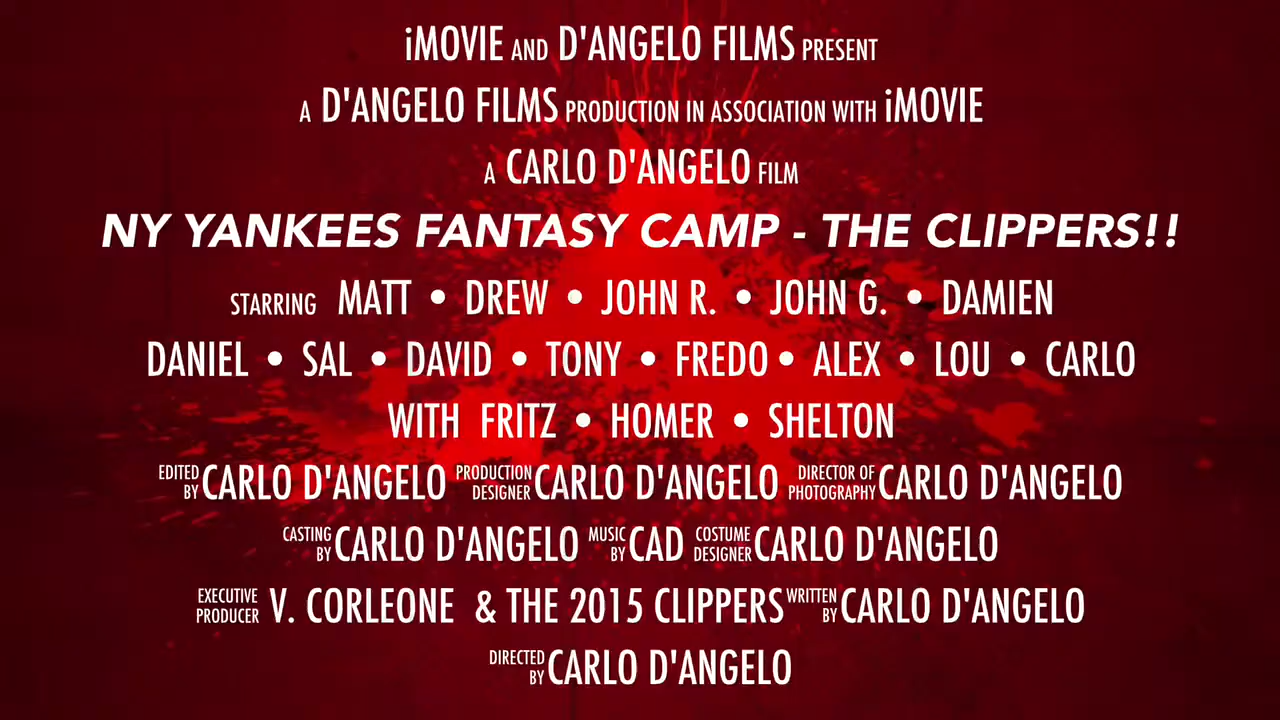 iMOVIE AND D'ANGELO FILMS PRESENT
A D'ANGELO FILMS PRODUCTION IN ASSOCIATION WITH iMOVIE
A CARLO D'ANGELO FILM
NY YANKEES FANTASY CAMP - THE CLIPPERS!!
STARRING MATT • DREW • JOHN R. • JOHN G. • DAMIEN
DANIEL • SAL • DAVID • TONY • FREDO • ALEX • LOU • CARLO
WITH FRITZ • HOMER • SHELTON
EDITED BY CARLO D'ANGELO PRODUCTION DESIGNER CARLO D'ANGELO DIRECTOR OF PHOTOGRAPHY CARLO D'ANGELO
CASTING BY CARLO D'ANGELO MUSIC BY CAD COSTUME DESIGNER CARLO D'ANGELO
EXECUTIVE PRODUCER V. CORLEONE & THE 2015 CLIPPERS WRITTEN BY CARLO D'ANGELO
DIRECTED BY CARLO D'ANGELO